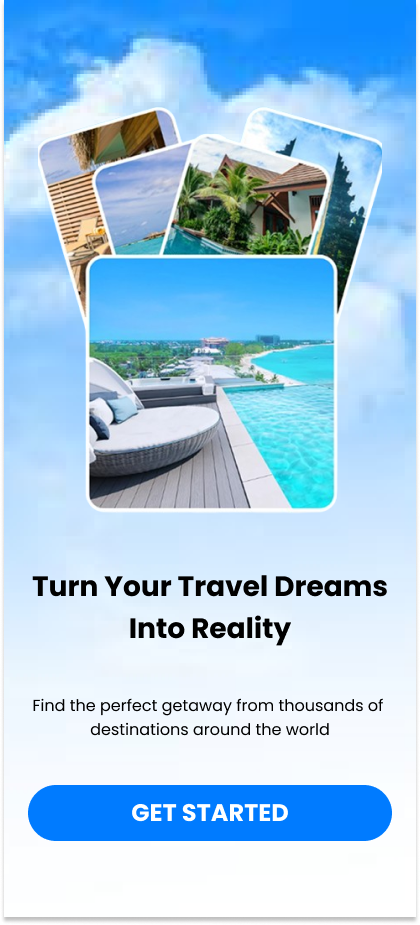 Turn Your Travel Dreams
Into Reality
Find the perfect getaway from thousands of
destinations around the world
GET STARTED